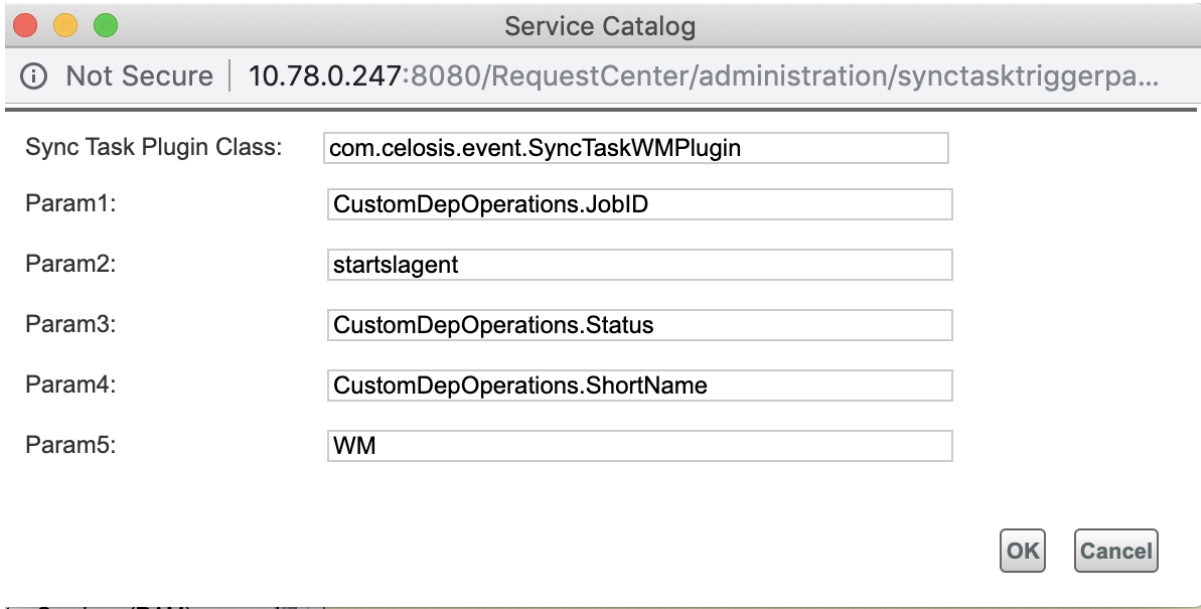 Service Catalog
Not Secure | 10.78.0.247:8080/RequestCenter/administration/synctasktriggerpa...
Sync Task Plugin Class: com.celosis.event.SyncTaskWMPlugin
Param1: CustomDepOperations.JobID
Param2: startslagent
Param3: CustomDepOperations.Status
Param4: CustomDepOperations.ShortName
Param5: WM
OK Cancel